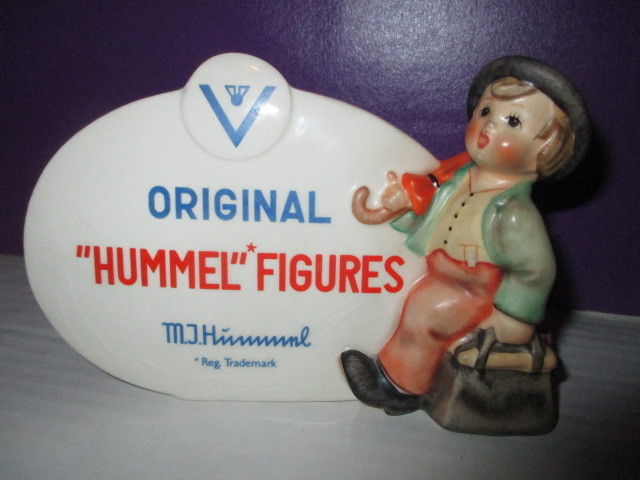 V
ORIGINAL
"HUMMEL"* FIGURES
M.J.Hummel
* Reg. Trademark